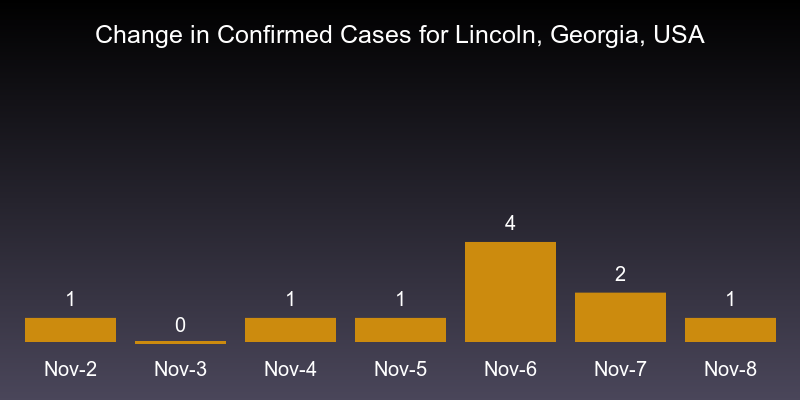 Change in Confirmed Cases for Lincoln, Georgia, USA
1
0
1
1
4
2
1
Nov-2
Nov-3
Nov-4
Nov-5
Nov-6
Nov-7
Nov-8